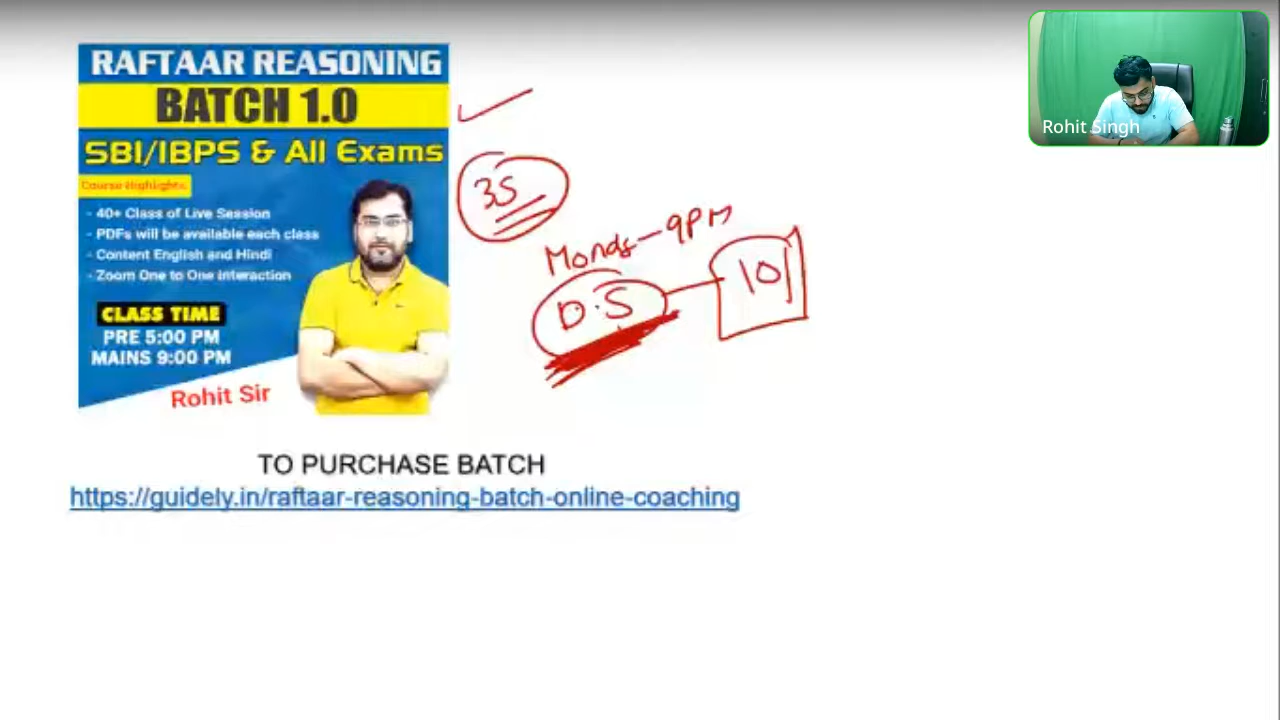 RAFTAAR REASONING
BATCH 1.0
SBI/IBPS & All Exams
Course Highlights
- 40+ Class of Live Session
- PDFs will be available each class
- Content English and Hindi
- Zoom One to One Interaction
CLASS TIME
PRE 5:00 PM
MAINS 9:00 PM
Rohit Sir
35
9PM
D.S
10
TO PURCHASE BATCH
https://guidely.in/raftaar-reasoning-batch-online-coaching
Rohit Singh